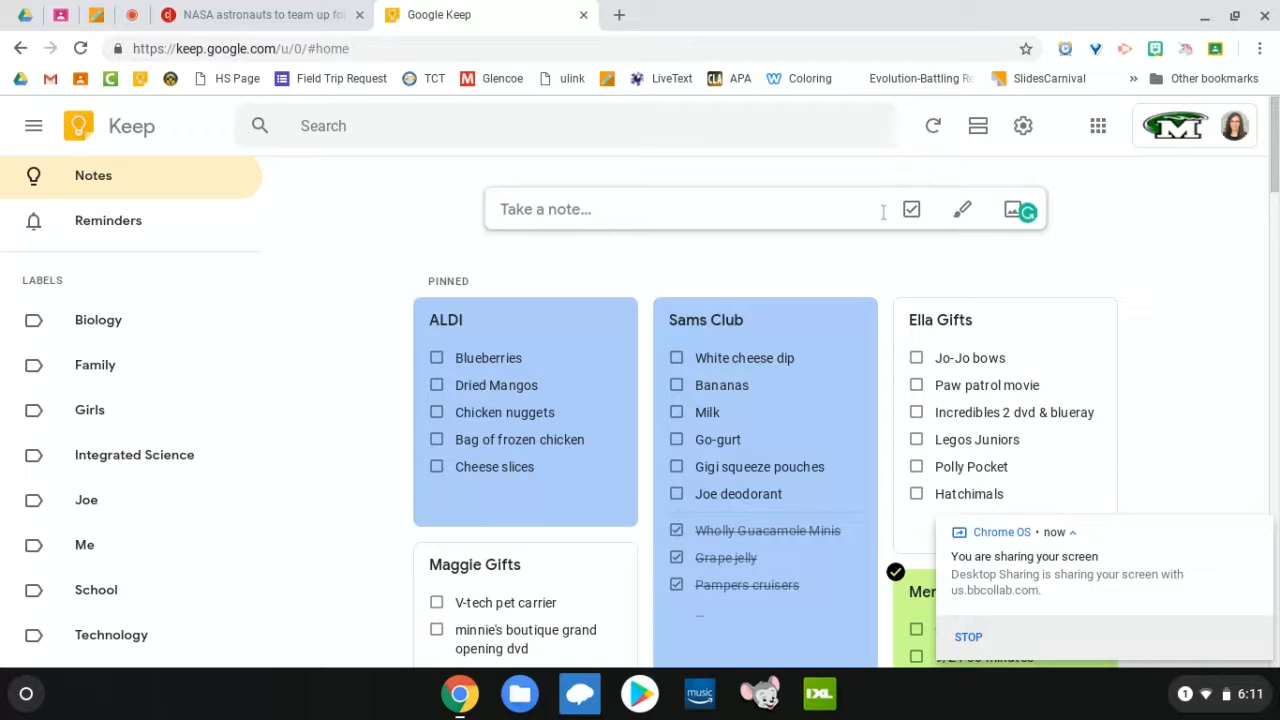 NASA astronauts to team up fo
Google Keep
https://keep.google.com/u/0/#home
HS Page
Field Trip Request
TCT
Glencoe
ulink
LiveText
APA
Coloring
Evolution-Battling Re
SlidesCarnival
»
Other bookmarks
Keep
Search
M
Notes
Reminders
LABELS
Biology
Family
Girls
Integrated Science
Joe
Me
School
Technology
Take a note...
PINNED
ALDI
Blueberries
Dried Mangos
Chicken nuggets
Bag of frozen chicken
Cheese slices
Maggie Gifts
V-tech pet carrier
minnie's boutique grand
opening dvd
Sams Club
White cheese dip
Bananas
Milk
Go-gurt
Gigi squeeze pouches
Joe deodorant
Wholly Guacamole Minis
Grape jelly
Pampers cruisers
...
Ella Gifts
Jo-Jo bows
Paw patrol movie
Incredibles 2 dvd & blueray
Legos Juniors
Polly Pocket
Hatchimals
Mer
Chrome OS • now
You are sharing your screen
Desktop Sharing is sharing your screen with
us.bbcollab.com.
STOP
music
IXL
1
6:11